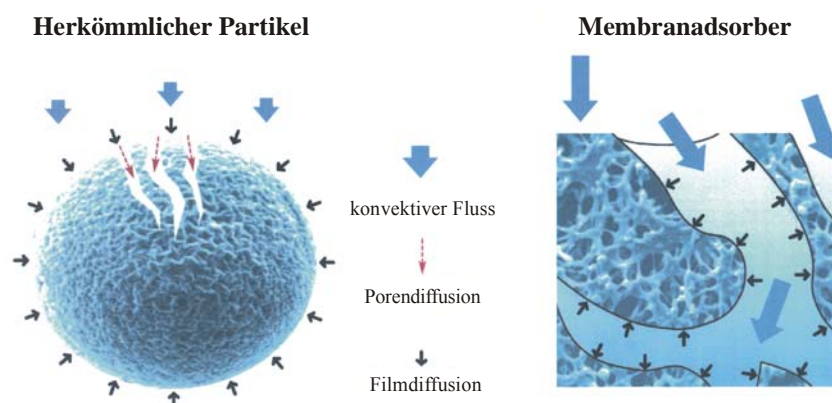 Herkömmlicher Partikel
Membranadsorber
konvektiver Fluss
Porendiffusion
Filmdiffusion